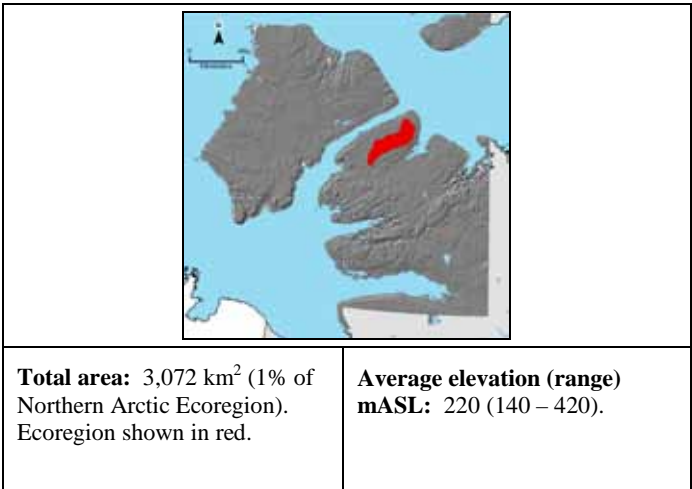 N
0
Total area: 3,072 km² (1% of
Northern Arctic Ecoregion).
Ecoregion shown in red.
Average elevation (range)
mASL: 220 (140 – 420).